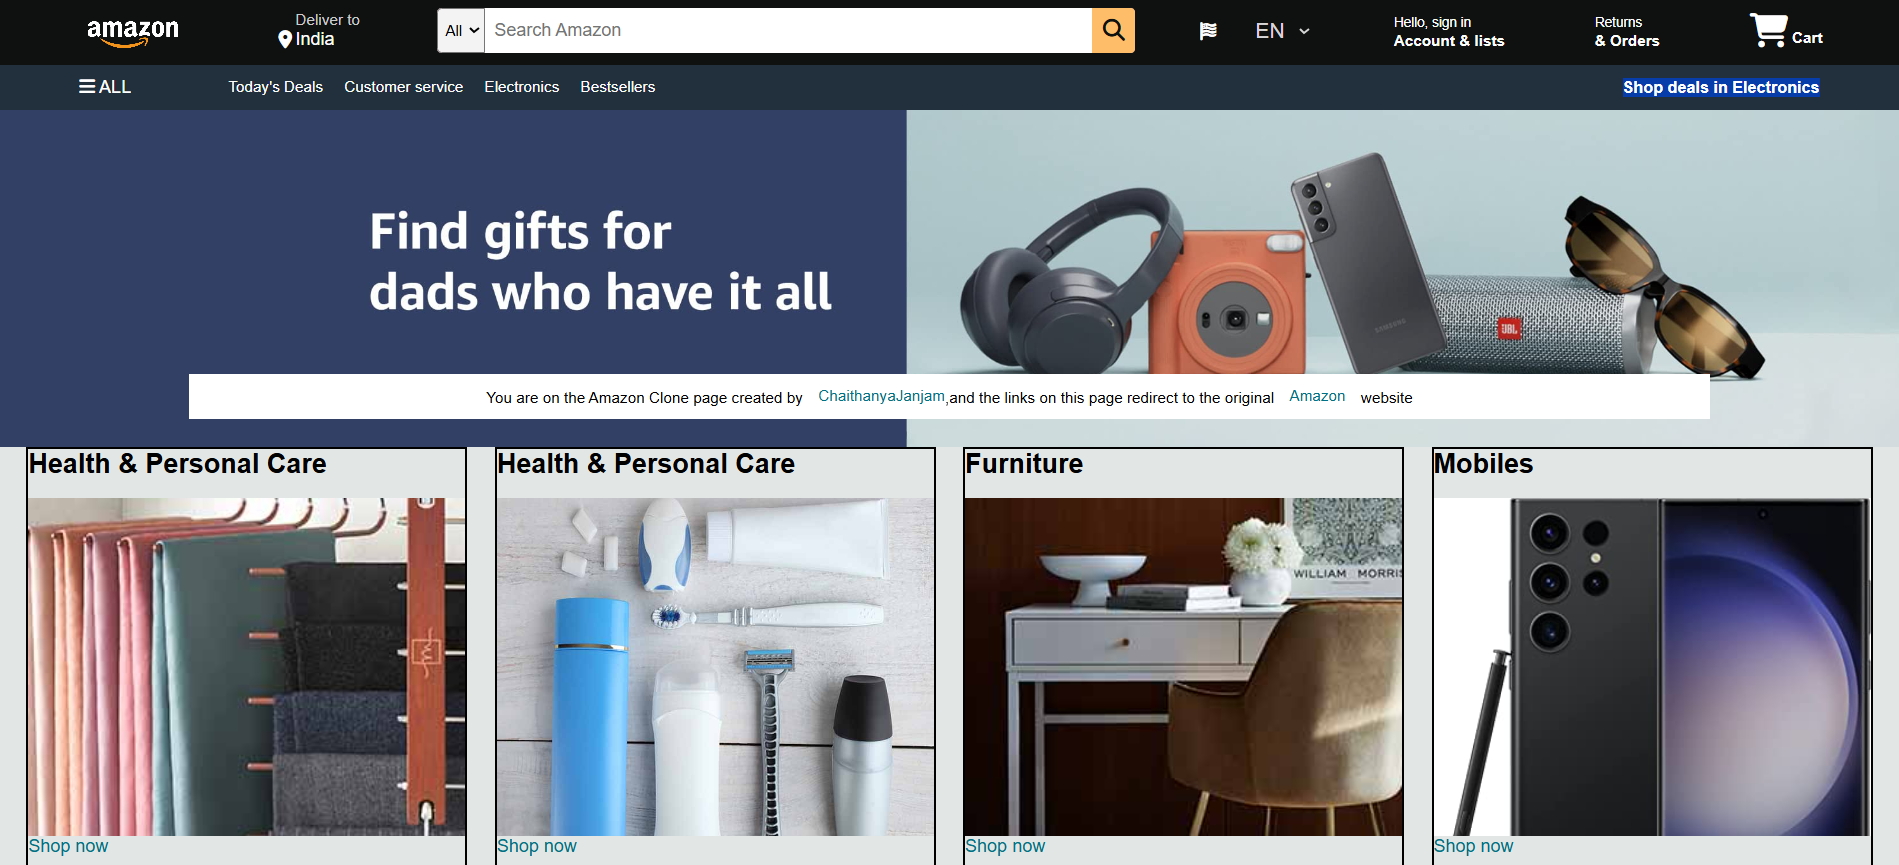 amazon
Deliver to
India
All
Search Amazon
EN
Hello, sign in
Account & lists
Returns
& Orders
Cart
ALL
Today's Deals
Customer service
Electronics
Bestsellers
Shop deals in Electronics
Find gifts for
dads who have it all
SAMSUNG
JBL
You are on the Amazon Clone page created by ChaithanyaJanjam,and the links on this page redirect to the original Amazon website
Health & Personal Care
Shop now
Health & Personal Care
Shop now
Furniture
WILLIAM MORRIS
Shop now
Mobiles
Shop now